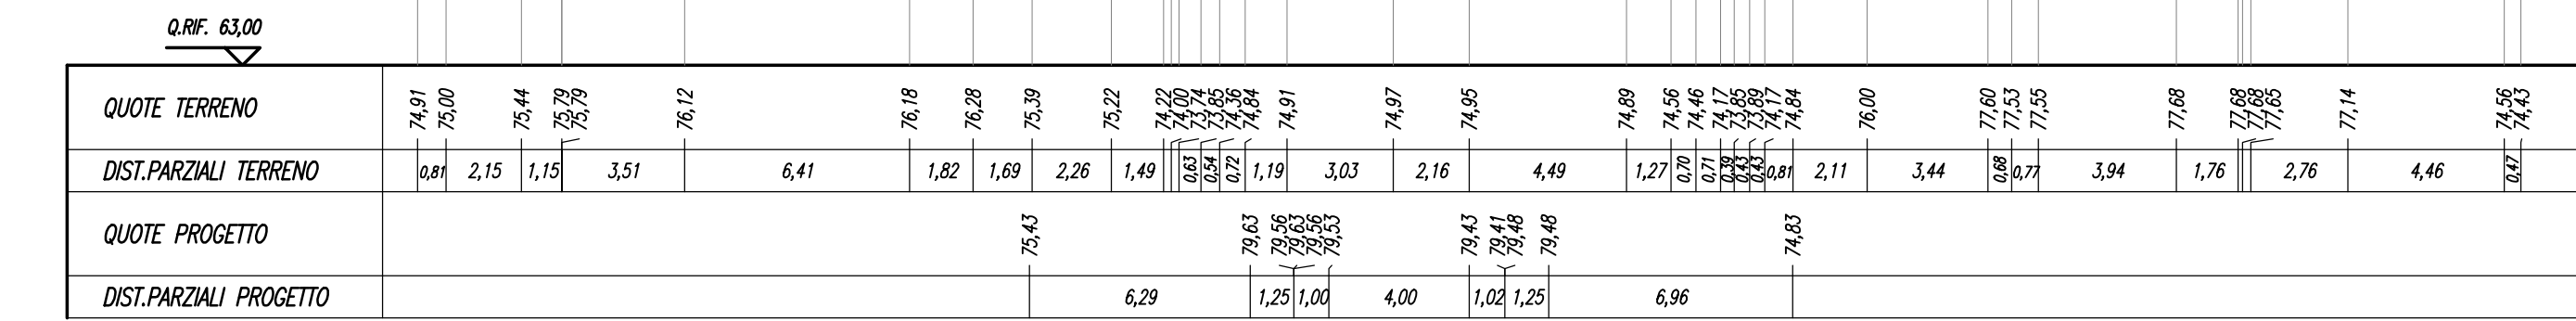 Q.RIF. 63,00
QUOTE TERRENO 74,91 75,00 75,44 75,79 75,79 76,12 76,18 76,28 75,39 75,22 74,22 74,00 73,74 73,85 74,36 74,84 74,91 74,97 74,95 74,89 74,56 74,46 74,17 73,85 73,89 74,17 74,84 76,00 77,60 77,53 77,55 77,68 77,68 77,68 77,65 77,14 74,56 74,43
DIST.PARZIALI TERRENO 0,81 2,15 1,15 3,51 6,41 1,82 1,69 2,26 1,49 0,63 0,54 0,72 1,19 3,03 2,16 4,49 1,27 0,70 0,71 0,39 0,43 0,43 0,81 2,11 3,44 0,68 0,77 3,94 1,76 2,76 4,46 0,47
QUOTE PROGETTO 75,43 79,63 79,56 79,63 79,56 79,53 79,43 79,41 79,48 79,48 74,83
DIST.PARZIALI PROGETTO 6,29 1,25 1,00 4,00 1,02 1,25 6,96